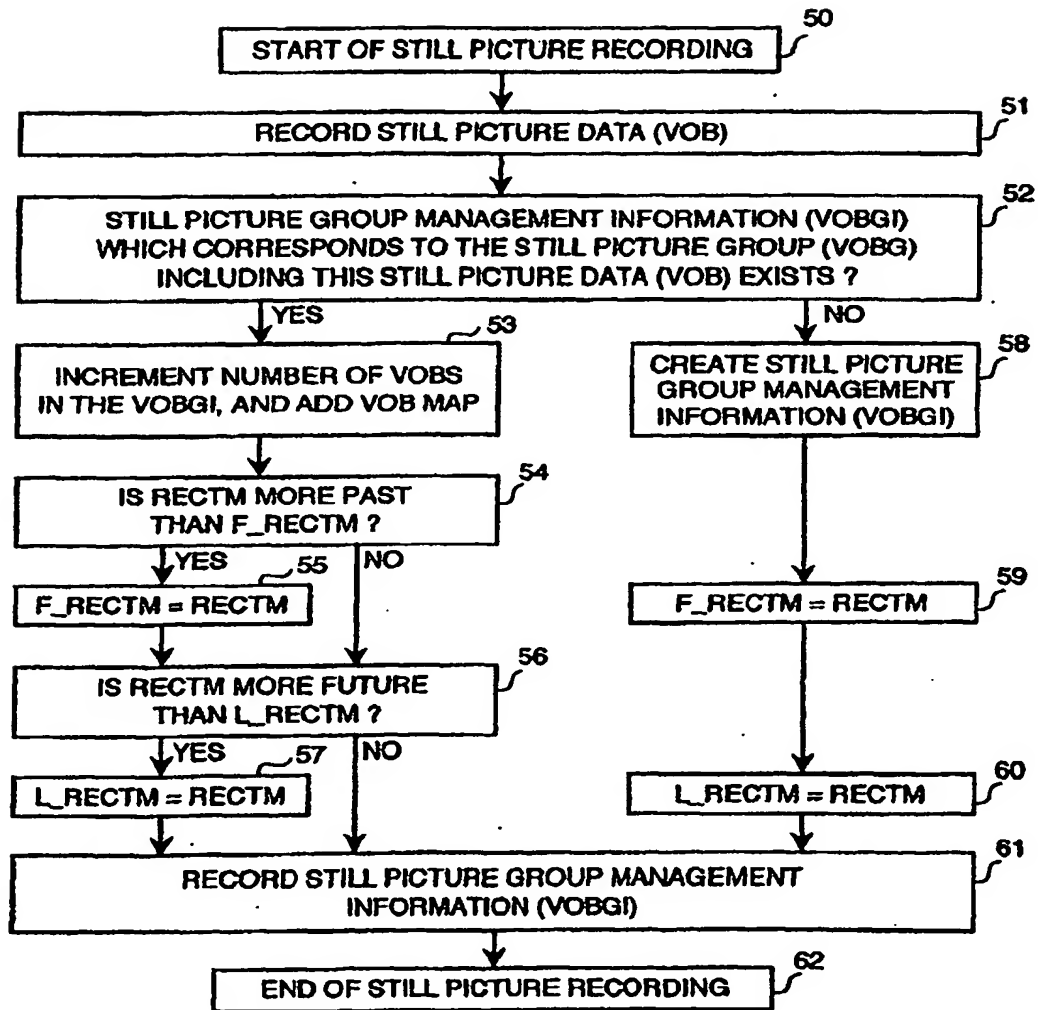 50
START OF STILL PICTURE RECORDING
51
RECORD STILL PICTURE DATA (VOB)
52
STILL PICTURE GROUP MANAGEMENT INFORMATION (VOBGI)
WHICH CORRESPONDS TO THE STILL PICTURE GROUP (VOBG)
INCLUDING THIS STILL PICTURE DATA (VOB) EXISTS ?
YES
NO
53
INCREMENT NUMBER OF VOBS
IN THE VOBGI, AND ADD VOB MAP
58
CREATE STILL PICTURE
GROUP MANAGEMENT
INFORMATION (VOBGI)
54
IS RECTM MORE PAST
THAN F_RECTM ?
YES
NO
55
F_RECTM = RECTM
59
F_RECTM = RECTM
56
IS RECTM MORE FUTURE
THAN L_RECTM ?
YES
NO
57
L_RECTM = RECTM
60
L_RECTM = RECTM
61
RECORD STILL PICTURE GROUP MANAGEMENT
INFORMATION (VOBGI)
62
END OF STILL PICTURE RECORDING